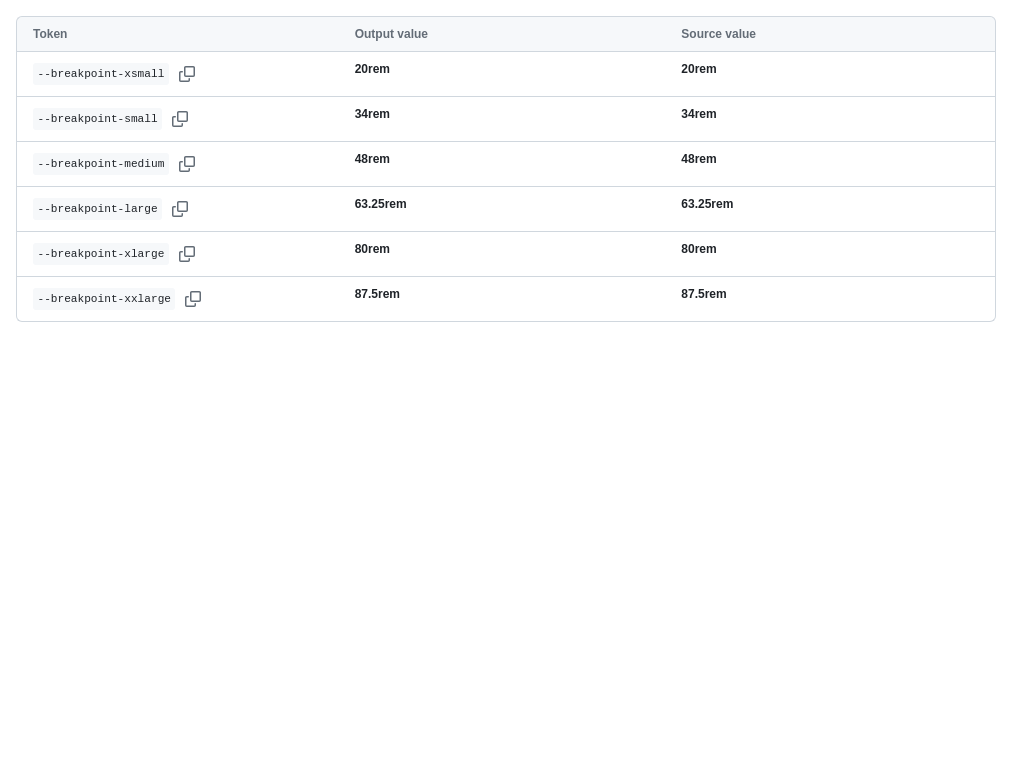 Token Output value Source value
--breakpoint-xsmall 20rem 20rem
--breakpoint-small 34rem 34rem
--breakpoint-medium 48rem 48rem
--breakpoint-large 63.25rem 63.25rem
--breakpoint-xlarge 80rem 80rem
--breakpoint-xxlarge 87.5rem 87.5rem